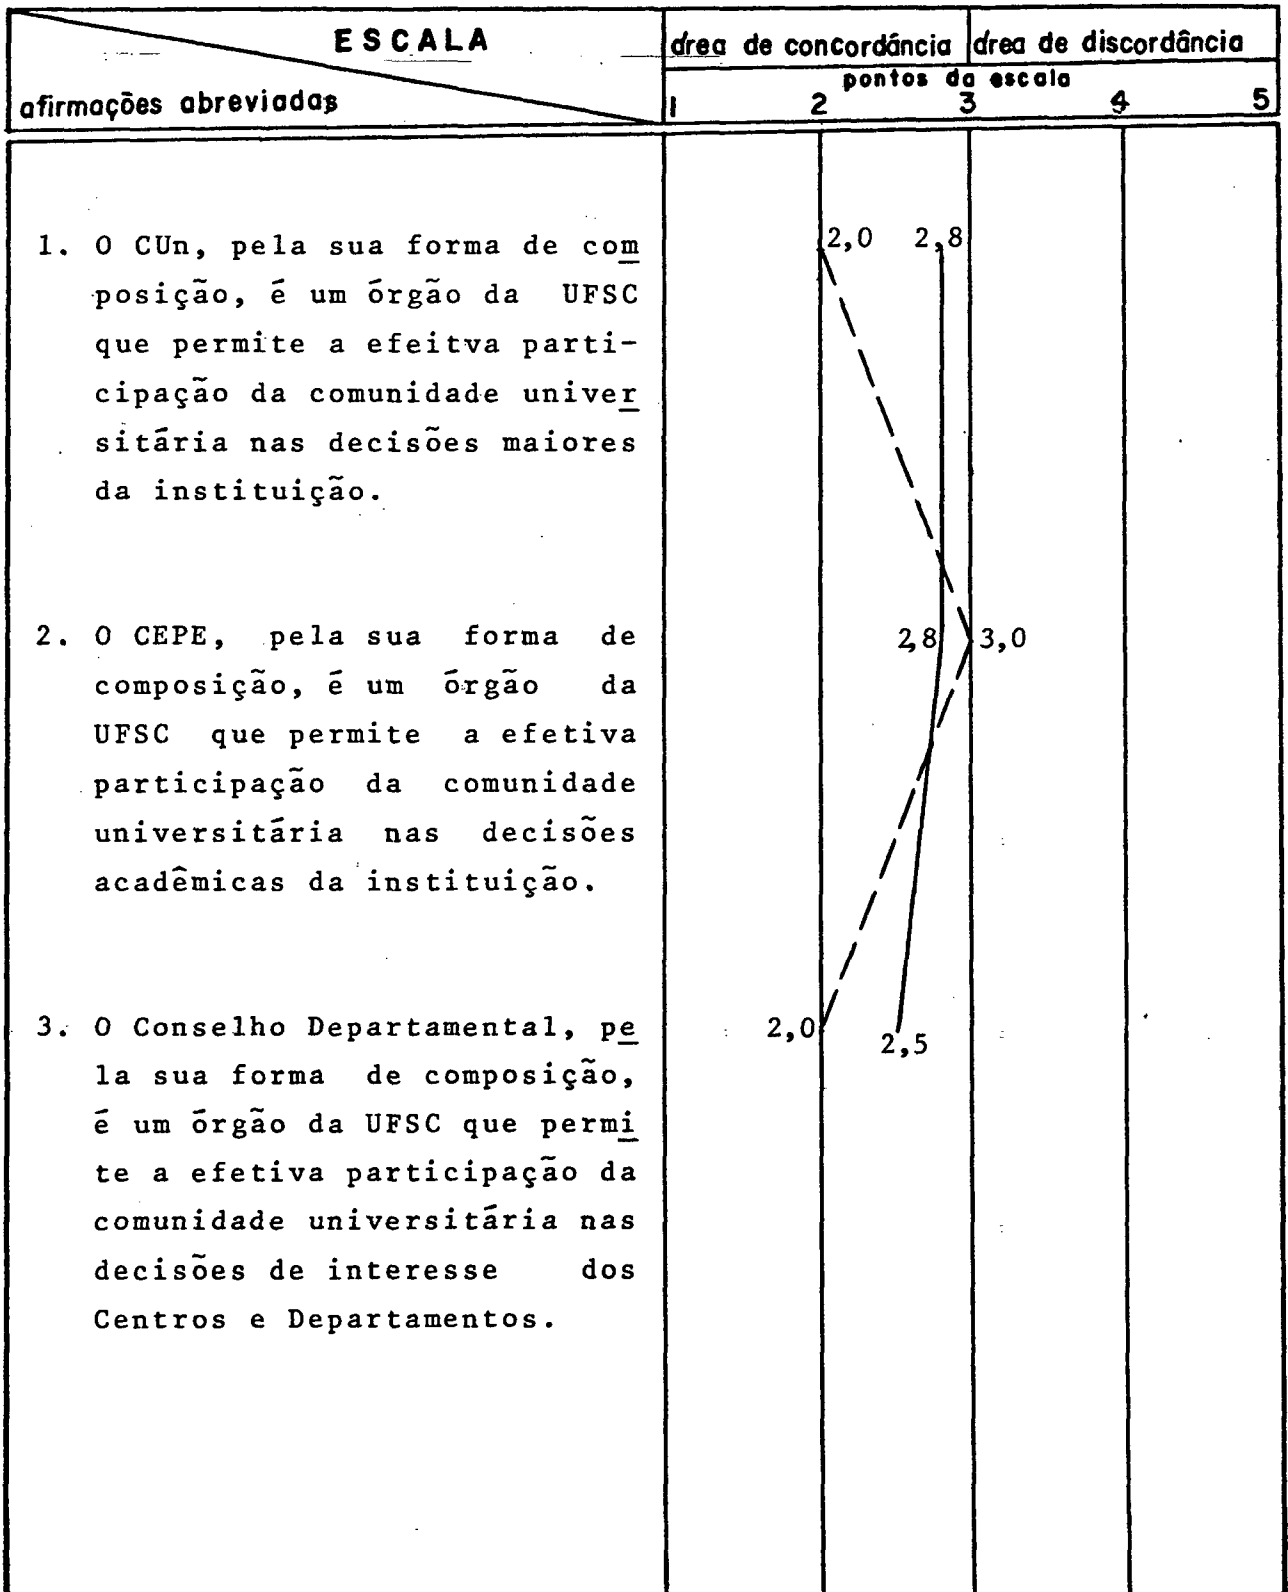 ESCALA
afirmações abreviadas
área de concordância
área de discordância
pontos da escala
1 2 3 4 5
1. O CUn, pela sua forma de com
posição, é um órgão da UFSC
que permite a efeitva parti-
cipação da comunidade univer
sitária nas decisões maiores
da instituição.
2,0 2,8
2. O CEPE, pela sua forma de
composição, é um órgão da
UFSC que permite a efetiva
participação da comunidade
universitária nas decisões
acadêmicas da instituição.
2,8 3,0
3. O Conselho Departamental, pe
la sua forma de composição,
é um órgão da UFSC que permi
te a efetiva participação da
comunidade universitária nas
decisões de interesse dos
Centros e Departamentos.
2,0 2,5